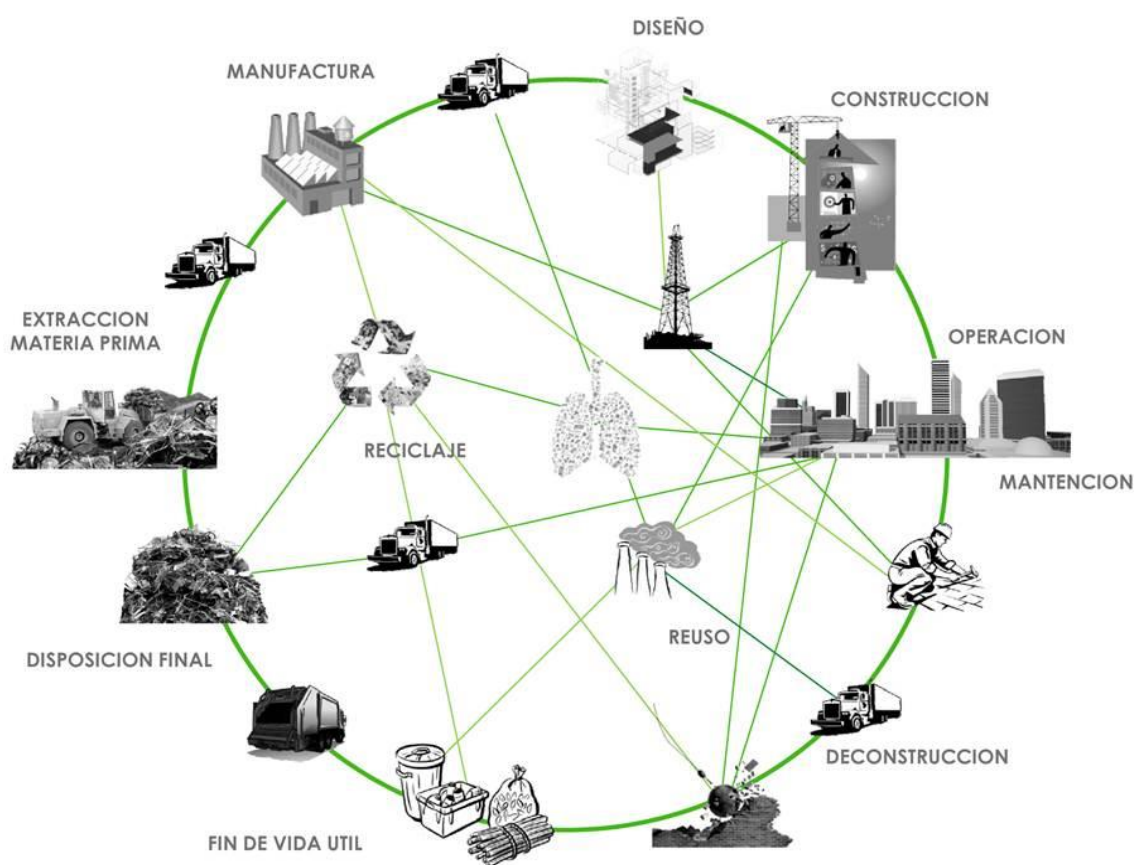 DISEÑO
MANUFACTURA
CONSTRUCCION
EXTRACCION
MATERIA PRIMA
OPERACION
RECICLAJE
MANTENCION
REUSO
DISPOSICION FINAL
DECONSTRUCCION
FIN DE VIDA UTIL